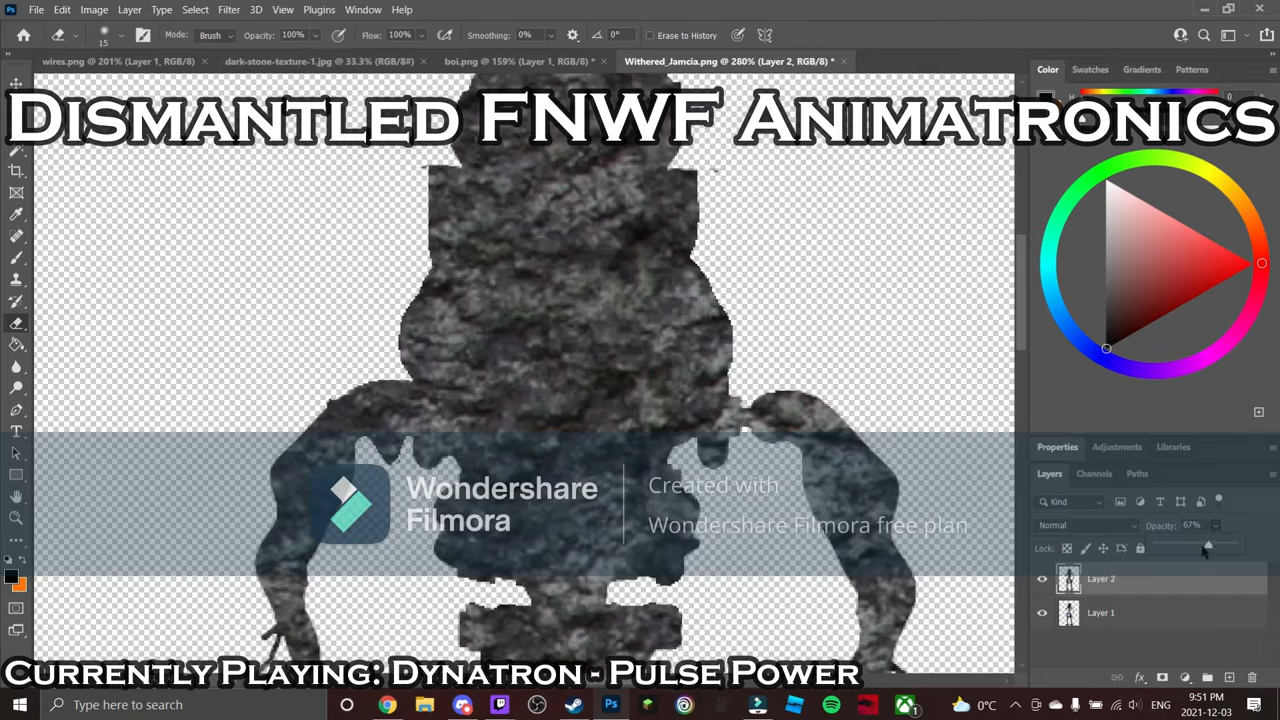 File Edit Image Layer Type Select Filter 3D View Plugins Window Help
15 Mode: Brush Opacity: 100% Flow: 100% Smoothing: 0% 0° Erase to History
wires.png @ 201% (Layer 1, RGB/8) × dark-stone-texture-1.jpg @ 33.3% (RGB/8#) × boi.png @ 159% (Layer 1, RGB/8) * × Withered_Jamcia.png @ 280% (Layer 2, RGB/8) * ×
Color Swatches Gradients Patterns
H 0
Dismantled FNWF Animatronics
Properties Adjustments Libraries
Layers Channels Paths
Kind
Normal Opacity: 67%
Lock:
Layer 2
Layer 1
Wondershare
Filmora
Created with
Wondershare Filmora free plan
Currently Playing: Dynatron - Pulse Power
Type here to search
0°C ENG 9:51 PM
2021-12-03